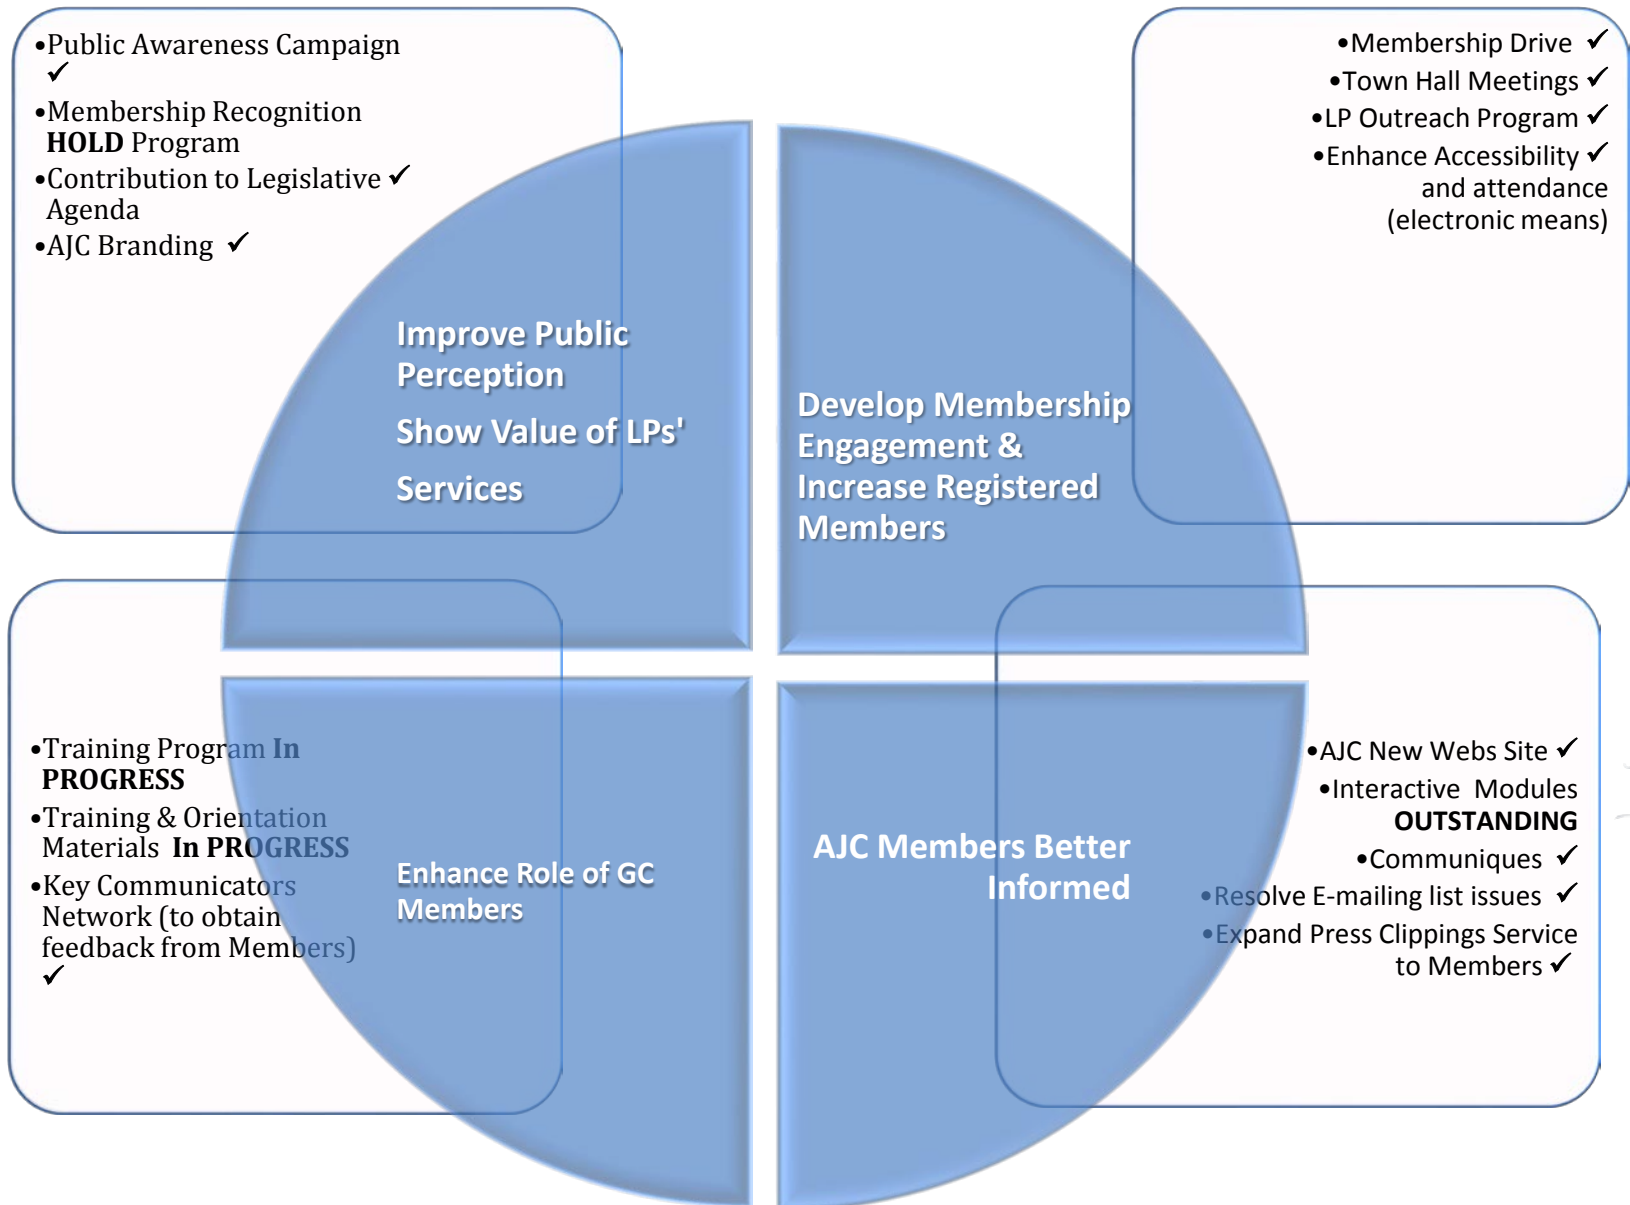 •Public Awareness Campaign
✓
•Membership Recognition
HOLD Program
•Contribution to Legislative ✓
Agenda
•AJC Branding ✓
Improve Public
Perception
Show Value of LPs'
Services
•Membership Drive ✓
•Town Hall Meetings ✓
•LP Outreach Program ✓
•Enhance Accessibility ✓
and attendance
(electronic means)
Develop Membership
Engagement &
Increase Registered
Members
•Training Program In
PROGRESS
•Training & Orientation
Materials In PROGRESS
•Key Communicators
Network (to obtain
feedback from Members)
✓
Enhance Role of GC
Members
AJC Members Better
Informed
•AJC New Webs Site ✓
•Interactive Modules
OUTSTANDING
•Communiques ✓
•Resolve E-mailing list issues ✓
•Expand Press Clippings Service
to Members ✓